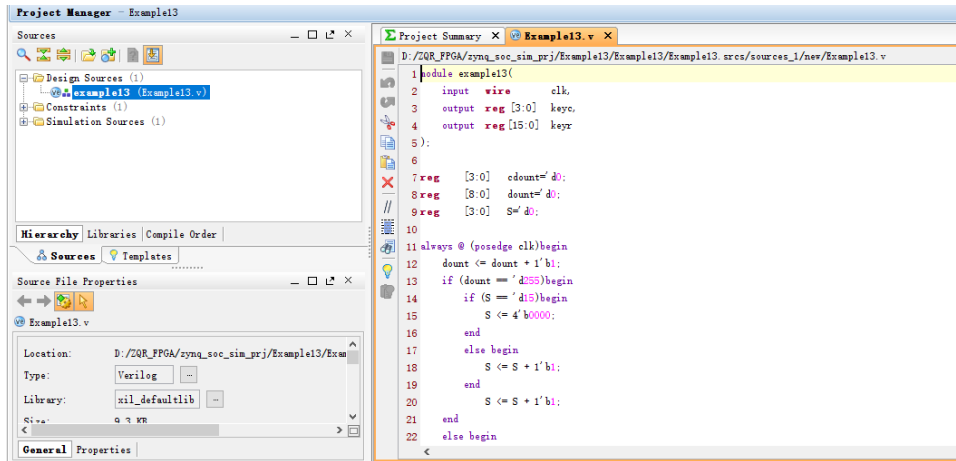 Project Manager - Example13
Sources
Design Sources (1)
example13 (Example13.v)
Constraints (1)
Simulation Sources (1)
Hierarchy Libraries Compile Order
Sources Templates
Source File Properties
Example13.v
Location: D:/ZQR_FPGA/zynq_soc_sim_prj/Example13/Exam
Type: Verilog
Library: xil_defaultlib
Size: 9.3 KB
General Properties
Project Summary Example13.v
D:/ZQR_FPGA/zynq_soc_sim_prj/Example13/Example13/Example13.srcs/sources_1/new/Example13.v
1 module example13(
2 input wire clk,
3 output reg [3:0] keyc,
4 output reg[15:0] keyr
5 );
6
7 reg [3:0] cdount='d0;
8 reg [8:0] dount='d0;
9 reg [3:0] S='d0;
10
11 always @ (posedge clk)begin
12 dount <= dount + 1'b1;
13 if (dount == 'd255)begin
14 if (S == 'd15)begin
15 S <= 4'b0000;
16 end
17 else begin
18 S <= S + 1'b1;
19 end
20 S <= S + 1'b1;
21 end
22 else begin